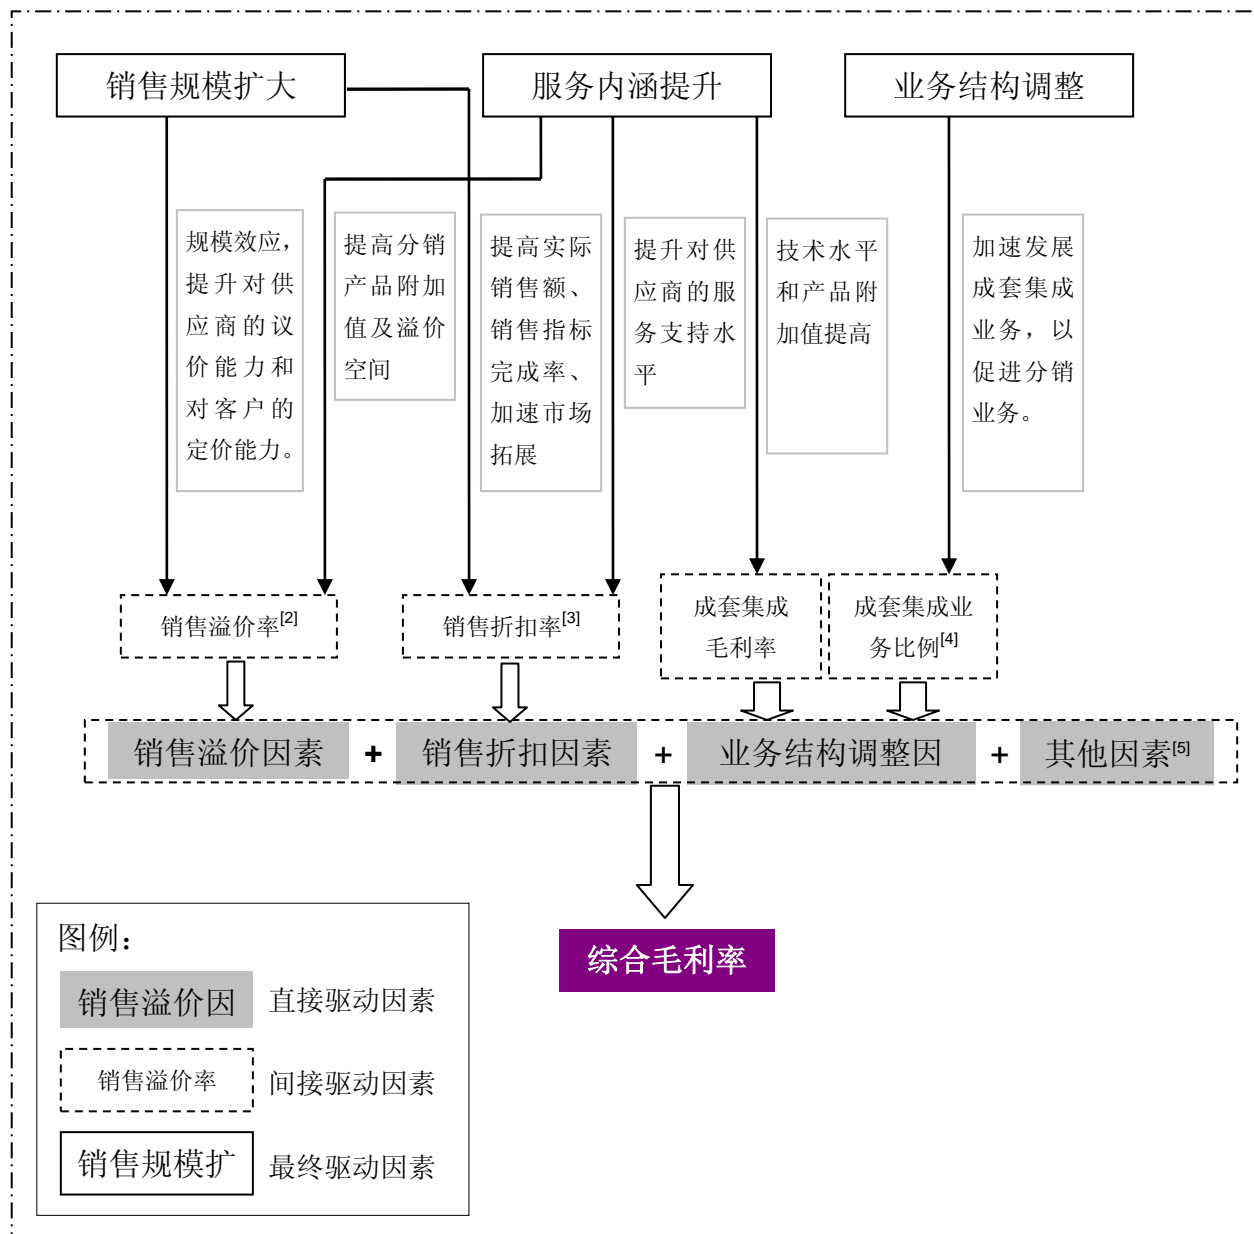 销售规模扩大
服务内涵提升
业务结构调整
规模效应，
提升对供
应商的议
价能力和
对客户的
定价能力。
提高分销
产品附加
值及溢价
空间
提高实际
销售额、
销售指标
完成率、
加速市场
拓展
提升对供
应商的服
务支持水
平
技术水平
和产品附
加值提高
加速发展
成套集成
业务，以
促进分销
业务。
销售溢价率[2]
销售折扣率[3]
成套集成
毛利率
成套集成业
务比例[4]
销售溢价因素 + 销售折扣因素 + 业务结构调整因 + 其他因素[5]
综合毛利率
图例：
销售溢价因 直接驱动因素
销售溢价率 间接驱动因素
销售规模扩 最终驱动因素